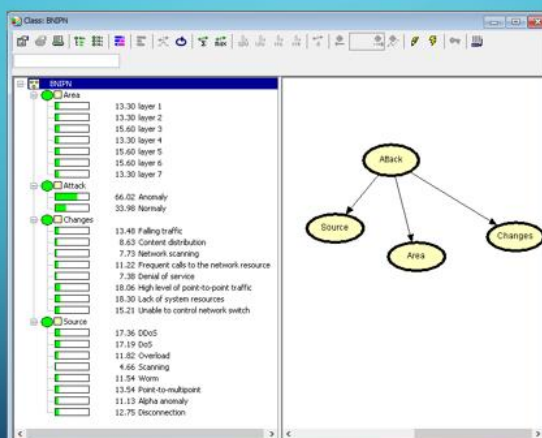 Class: BNIPN
BNIPN
Area
13.30 layer 1
13.30 layer 2
15.60 layer 3
13.30 layer 4
15.60 layer 5
15.60 layer 6
13.30 layer 7
Attack
66.02 Anomaly
33.98 Normaly
Changes
13.48 Falling traffic
8.63 Content distribution
7.73 Network scanning
11.22 Frequent calls to the network resource
7.38 Denial of service
18.06 High level of point-to-point traffic
18.30 Lack of system resources
15.21 Unable to control network switch
Source
17.36 DDoS
17.19 DoS
11.82 Overload
4.66 Scanning
11.54 Worm
13.54 Point-to-multipoint
11.13 Alpha anomaly
12.75 Disconnection
Attack
Source
Area
Changes